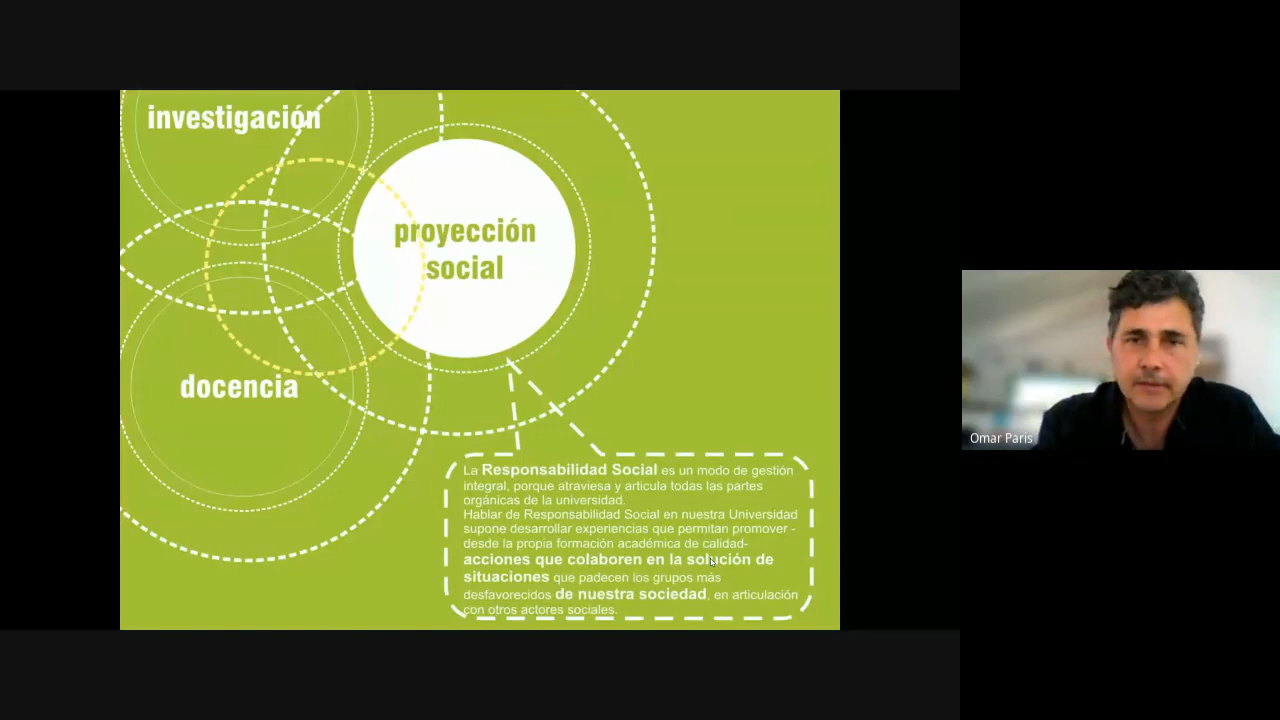 investigación
proyección
social
docencia
La Responsabilidad Social es un modo de gestión
integral, porque atraviesa y articula todas las partes
orgánicas de la universidad.
Hablar de Responsabilidad Social en nuestra Universidad
supone desarrollar experiencias que permitan promover -
desde la propia formación académica de calidad-
acciones que colaboren en la solución de
situaciones que padecen los grupos más
desfavorecidos de nuestra sociedad, en articulación
con otros actores sociales.
Omar Paris